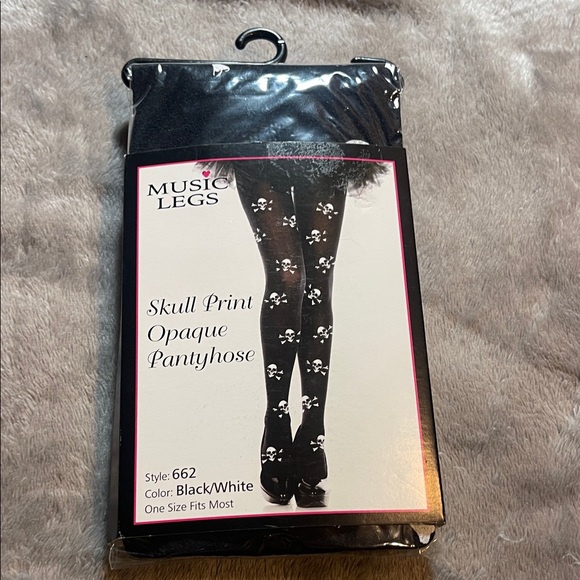 MUSIC
LEGS
Skull Print
Opaque
Pantyhose
Style: 662
Color: Black/White
One Size Fits Most